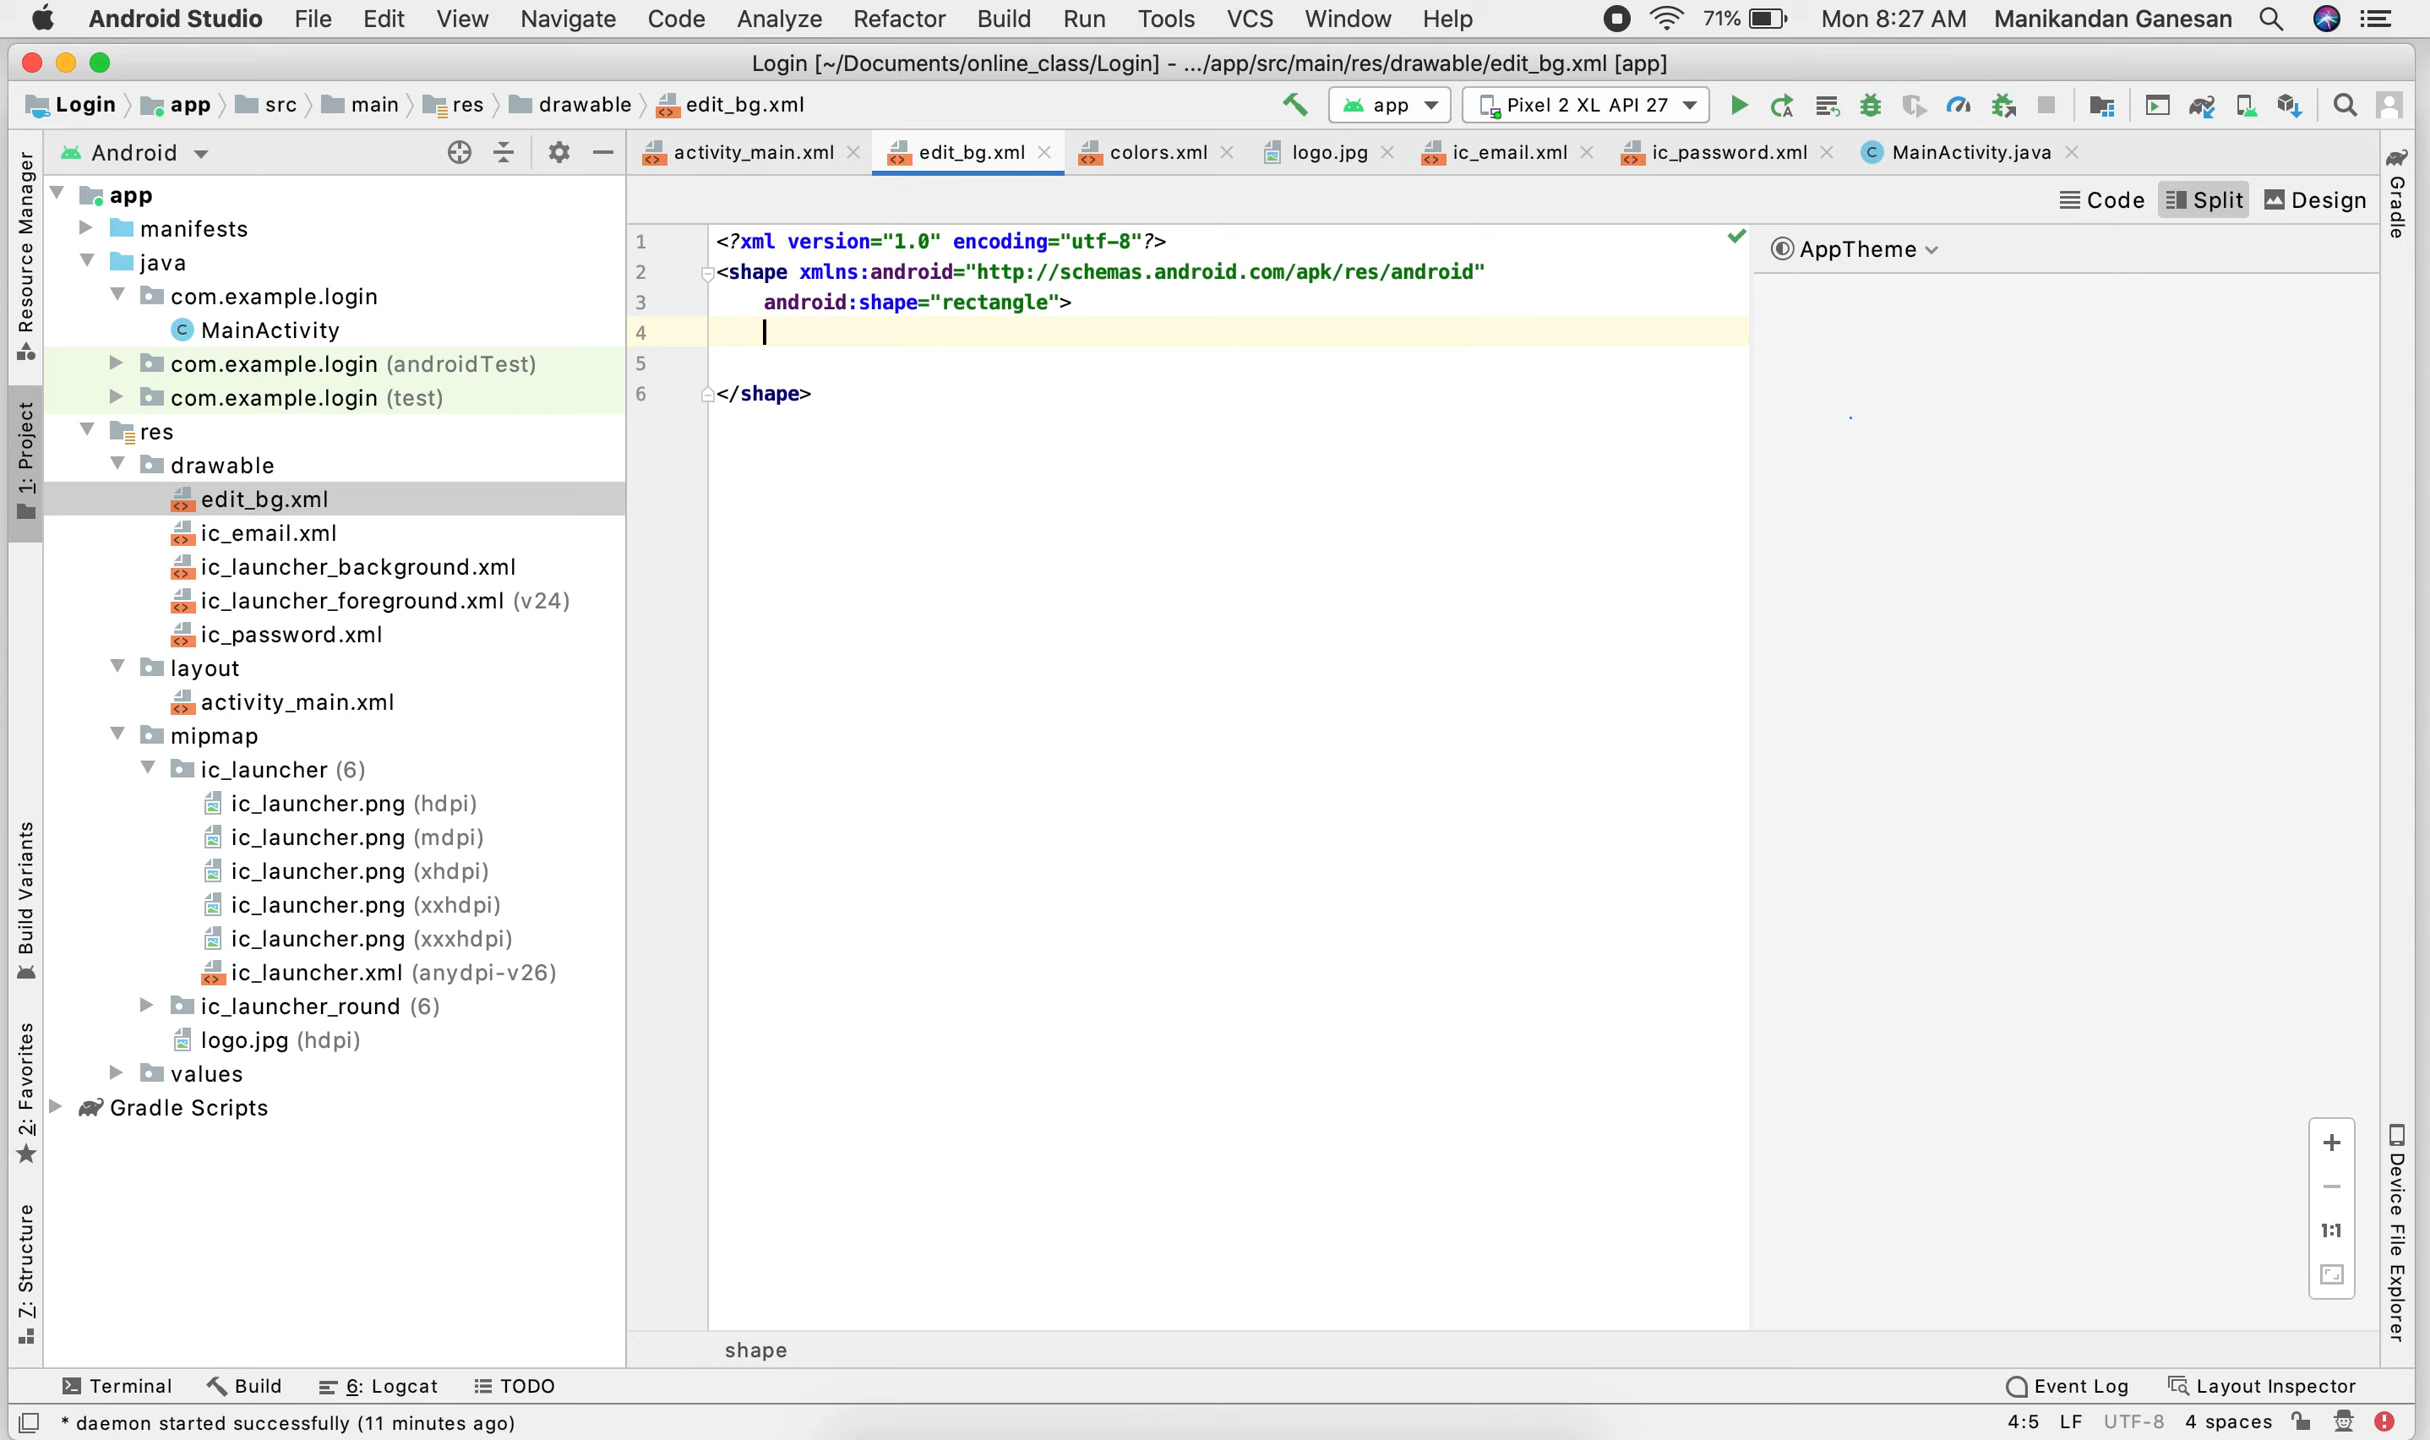 Android Studio File Edit View Navigate Code Analyze Refactor Build Run Tools VCS Window Help 71% Mon 8:27 AM Manikandan Ganesan
Login [~/Documents/online_class/Login] - .../app/src/main/res/drawable/edit_bg.xml [app]
Login app src main res drawable edit_bg.xml app Pixel 2 XL API 27
Android
activity_main.xml edit_bg.xml colors.xml logo.jpg ic_email.xml ic_password.xml MainActivity.java
Code Split Design
Resource Manager
1: Project
Build Variants
2: Favorites
7: Structure
app
manifests
java
com.example.login
MainActivity
com.example.login (androidTest)
com.example.login (test)
res
drawable
edit_bg.xml
ic_email.xml
ic_launcher_background.xml
ic_launcher_foreground.xml (v24)
ic_password.xml
layout
activity_main.xml
mipmap
ic_launcher (6)
ic_launcher.png (hdpi)
ic_launcher.png (mdpi)
ic_launcher.png (xhdpi)
ic_launcher.png (xxhdpi)
ic_launcher.png (xxxhdpi)
ic_launcher.xml (anydpi-v26)
ic_launcher_round (6)
logo.jpg (hdpi)
values
Gradle Scripts
1 <?xml version="1.0" encoding="utf-8"?>
2 <shape xmlns:android="http://schemas.android.com/apk/res/android"
3 android:shape="rectangle">
4
5
6 </shape>
AppTheme
1:1
Gradle
Device File Explorer
shape
Terminal Build 6: Logcat TODO Event Log Layout Inspector
* daemon started successfully (11 minutes ago) 4:5 LF UTF-8 4 spaces